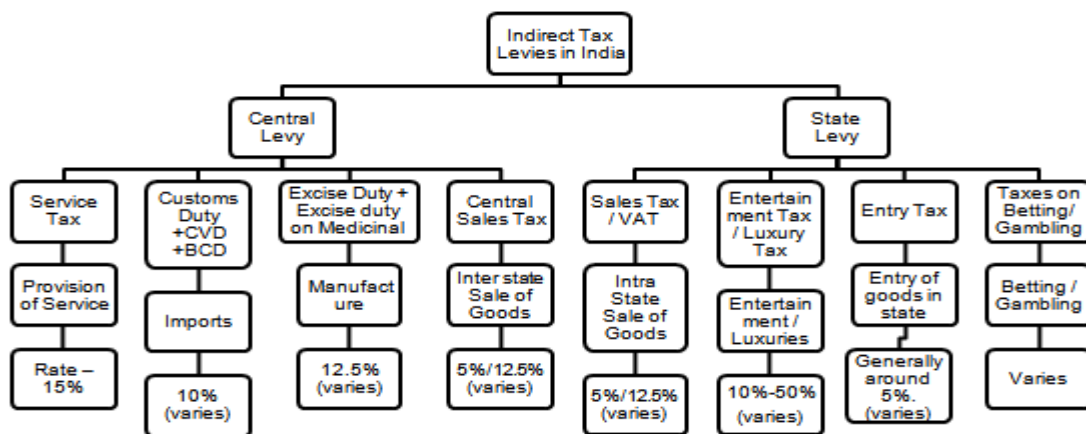 Indirect Tax
Levies in India
Central
Levy
State
Levy
Service
Tax
Customs
Duty
+CVD
+BCD
Excise Duty +
Excise duty
on Medicinal
Central
Sales Tax
Sales Tax
/ VAT
Entertain
ment Tax
/ Luxury
Tax
Entry Tax
Taxes on
Betting/
Gambling
Provision
of Service
Imports
Manufact
ure
Inter state
Sale of
Goods
Intra
State
Sale of
Goods
Entertain
ment /
Luxuries
Entry of
goods in
state
Betting /
Gambling
Rate –
15%
10%
(varies)
12.5%
(varies)
5%/12.5%
(varies)
5%/12.5%
(varies)
10%-50%
(varies)
Generally
around
5%.
(varies)
Varies